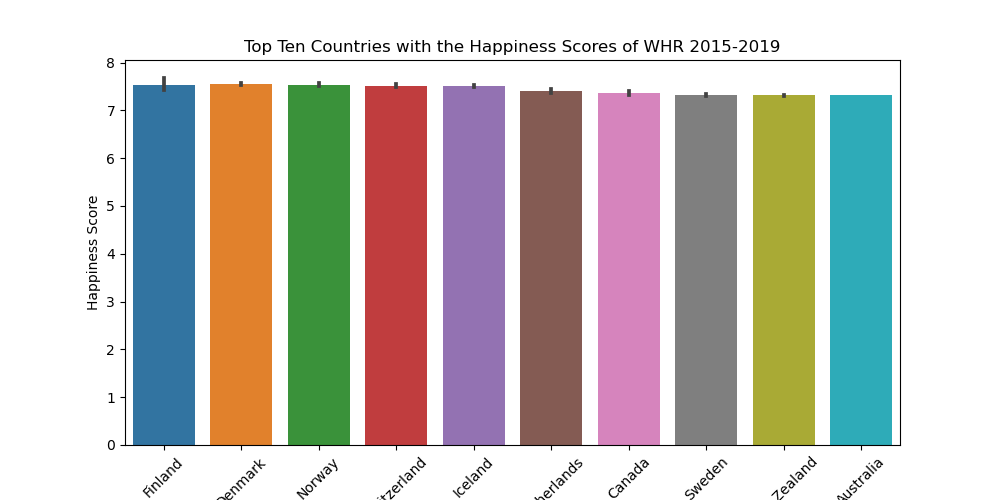 Top Ten Countries with the Happiness Scores of WHR 2015-2019
Happiness Score
8
7
6
5
4
3
2
1
0
Finland
Denmark
Norway
itzerland
Iceland
herlands
Canada
Sweden
Zealand
Australia